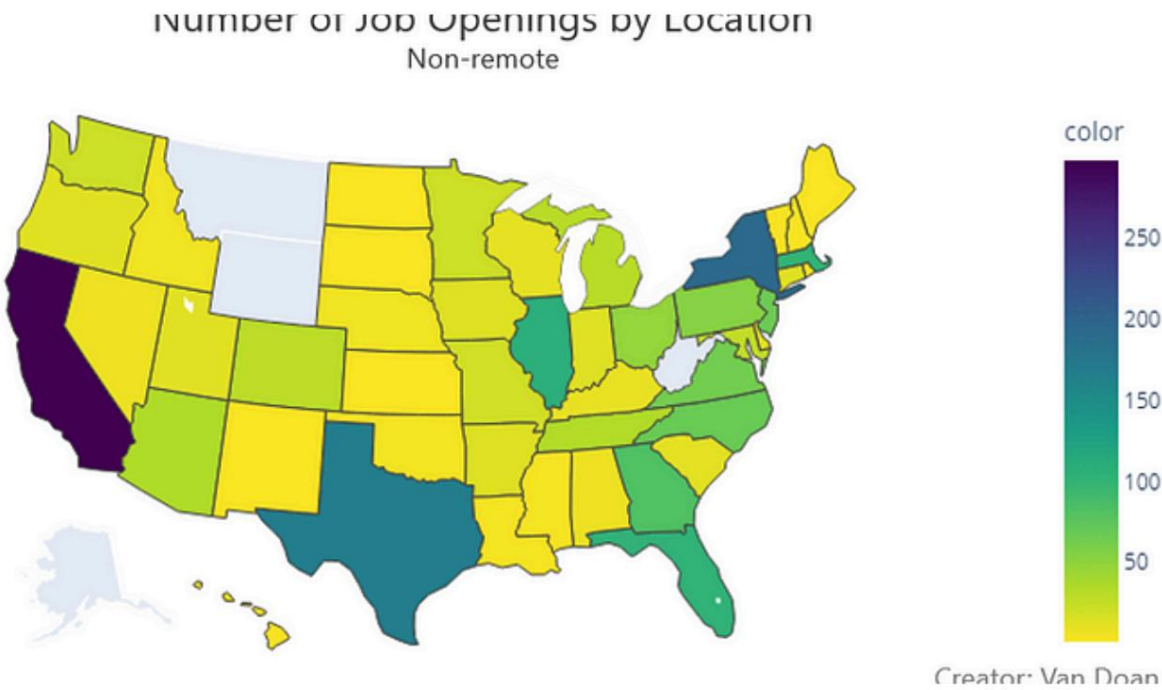 Number of Job Openings by Location
Non-remote
color
250
200
150
100
50
Creator: Van Doan